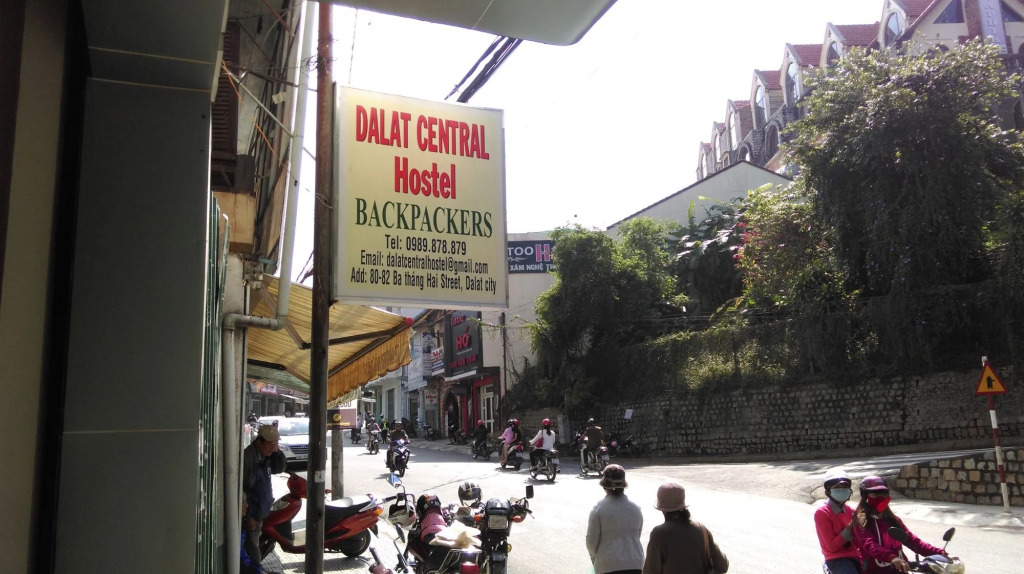 DALAT CENTRAL
Hostel
BACKPACKERS
Tel: 0989.878.879
Email: dalatcentralhostel@gmail.com
Add: 80-82 Ba tháng Hai Street, Dalat city
TOO H
XĂM NGHỆ TH